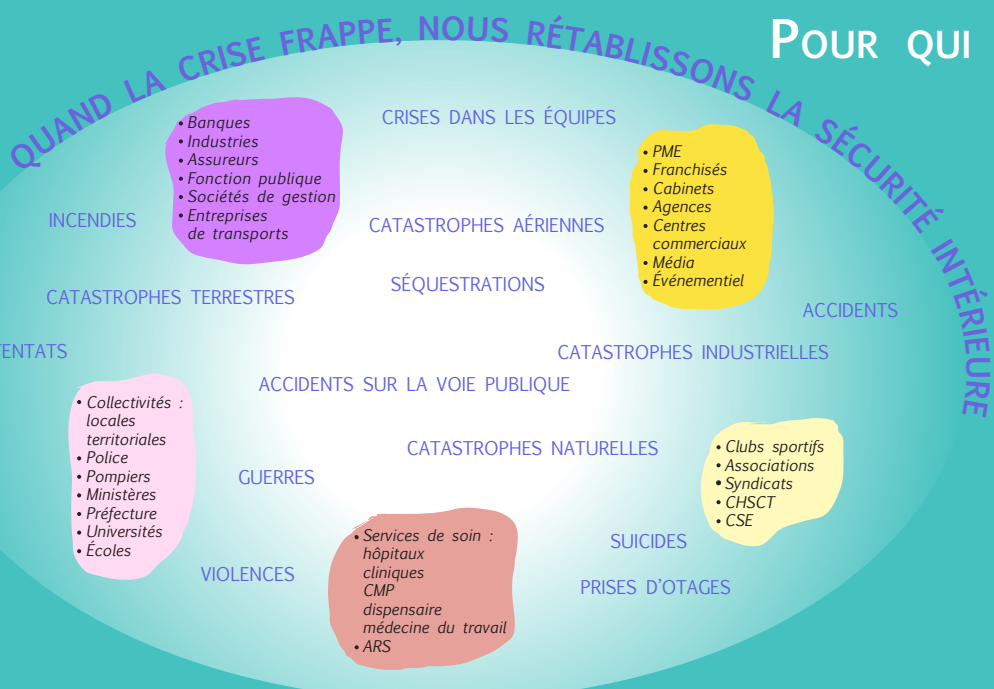 POUR QUI
QUAND LA CRISE FRAPPE, NOUS RÉTABLISSONS LA SÉCURITÉ INTÉRIEURE
CRISES DANS LES ÉQUIPES
• Banques
• Industries
• Assureurs
• Fonction publique
• Sociétés de gestion
• Entreprises
de transports
• PME
• Franchisés
• Cabinets
• Agences
• Centres
commerciaux
• Média
• Événementiel
INCENDIES
CATASTROPHES AÉRIENNES
SÉQUESTRATIONS
CATASTROPHES TERRESTRES
ACCIDENTS
TENTATS
CATASTROPHES INDUSTRIELLES
ACCIDENTS SUR LA VOIE PUBLIQUE
• Collectivités :
locales
territoriales
• Police
• Pompiers
• Ministères
• Préfecture
• Universités
• Écoles
CATASTROPHES NATURELLES
• Clubs sportifs
• Associations
• Syndicats
• CHSCT
• CSE
GUERRES
• Services de soin :
hôpitaux
cliniques
CMP
dispensaire
médecine du travail
• ARS
SUICIDES
VIOLENCES
PRISES D'OTAGES